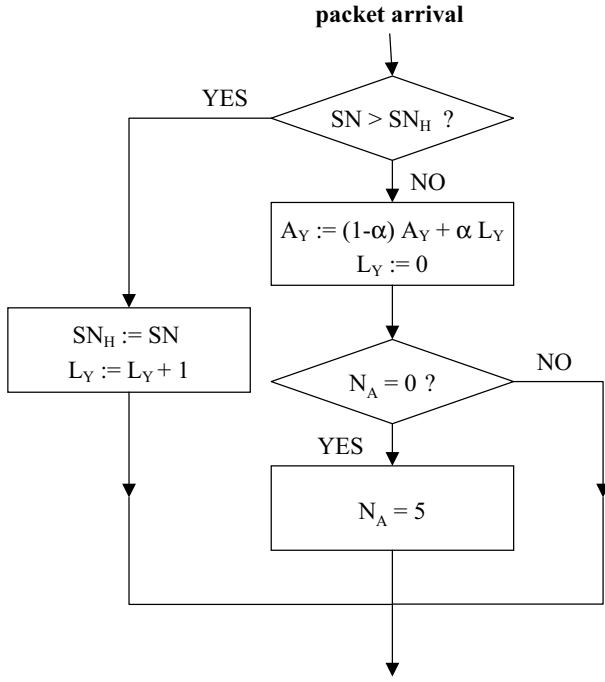 packet arrival
YES
SN > SN_H ?
NO
A_Y := (1-α) A_Y + α L_Y
L_Y := 0
SN_H := SN
L_Y := L_Y + 1
N_A = 0 ?
NO
YES
N_A = 5